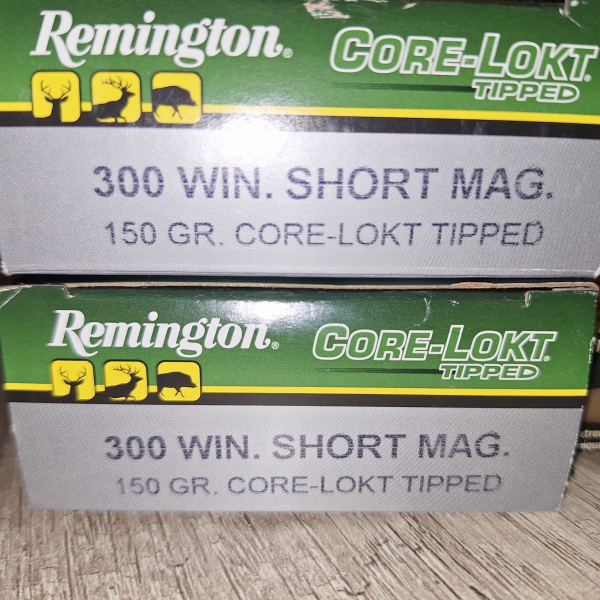 Remington®
CORE-LOKT®
TIPPED
300 WIN. SHORT MAG.
150 GR. CORE-LOKT TIPPED
Remington®
CORE-LOKT®
TIPPED
300 WIN. SHORT MAG.
150 GR. CORE-LOKT TIPPED